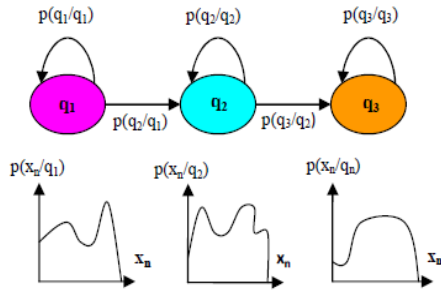 p(q₁/q₁) p(q₂/q₂) p(q₃/q₃)
q₁ q₂ q₃
p(q₂/q₁) p(q₃/q₂)
p(xₙ/q₁) p(xₙ/q₂) p(xₙ/qₙ)
xₙ xₙ xₙ